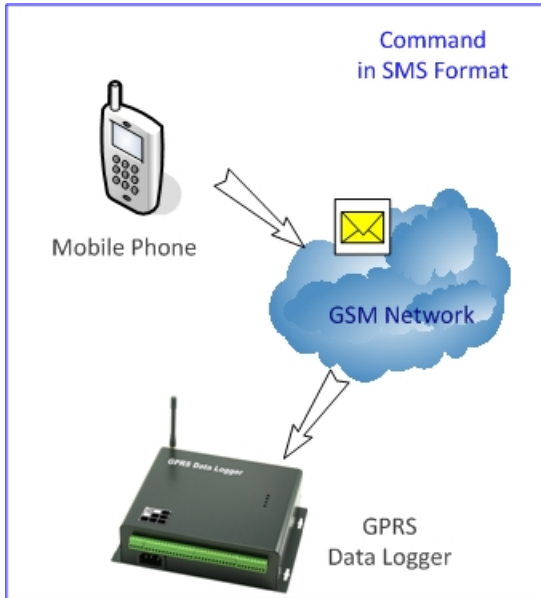 Command
in SMS Format
Mobile Phone
GSM Network
GPRS Data Logger
GPRS
Data Logger